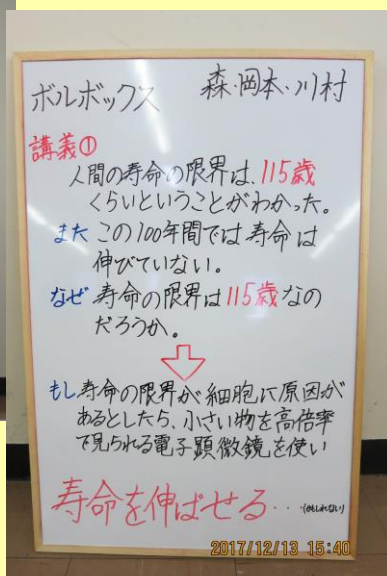 ボルボックス 森・岡本・川村
講義①
人間の寿命の限界は、115歳
くらいということがわかった。
また この100年間では寿命は
伸びていない。
なぜ 寿命の限界は115歳なの
だろうか。
もし寿命の限界が細胞に原因が
あるとしたら、小さい物を高倍率
で見られる電子顕微鏡を使い
寿命を伸ばせる・・・(かもしれない)
2017/12/13 15:40